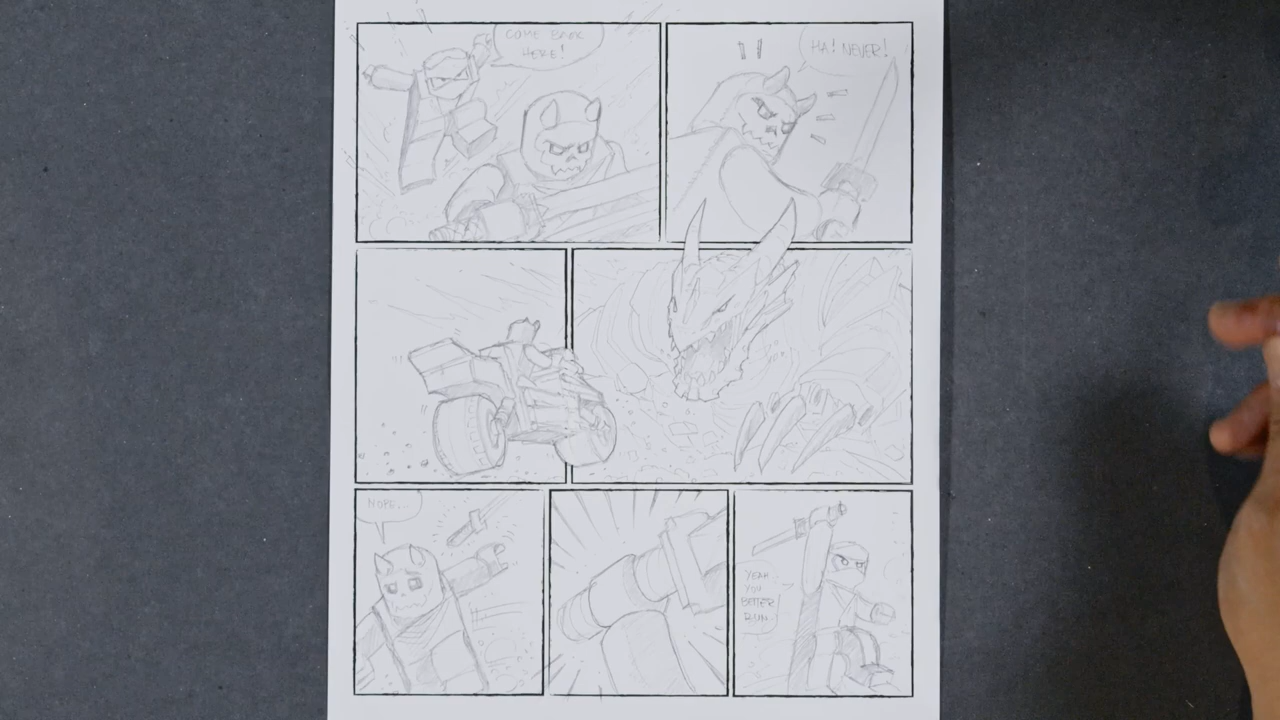 COME BACK
HERE!
HA! NEVER!
NOPE...
YEAH
YOU
BETTER
RUN.